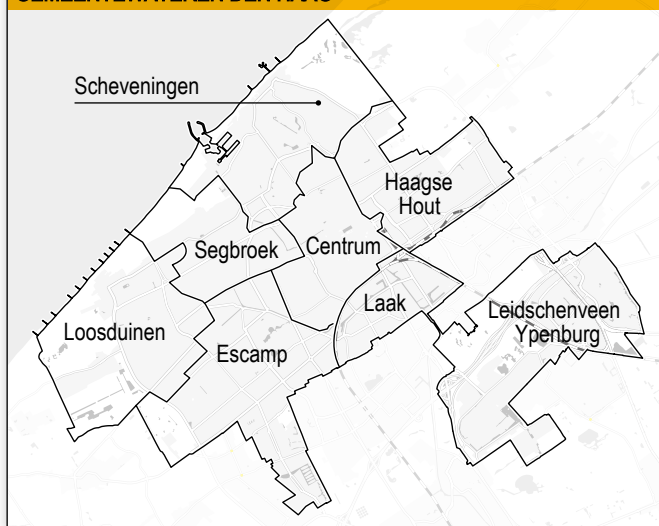 Scheveningen
Haagse
Hout
Segbroek
Centrum
Laak
Leidschenveen
Ypenburg
Loosduinen
Escamp